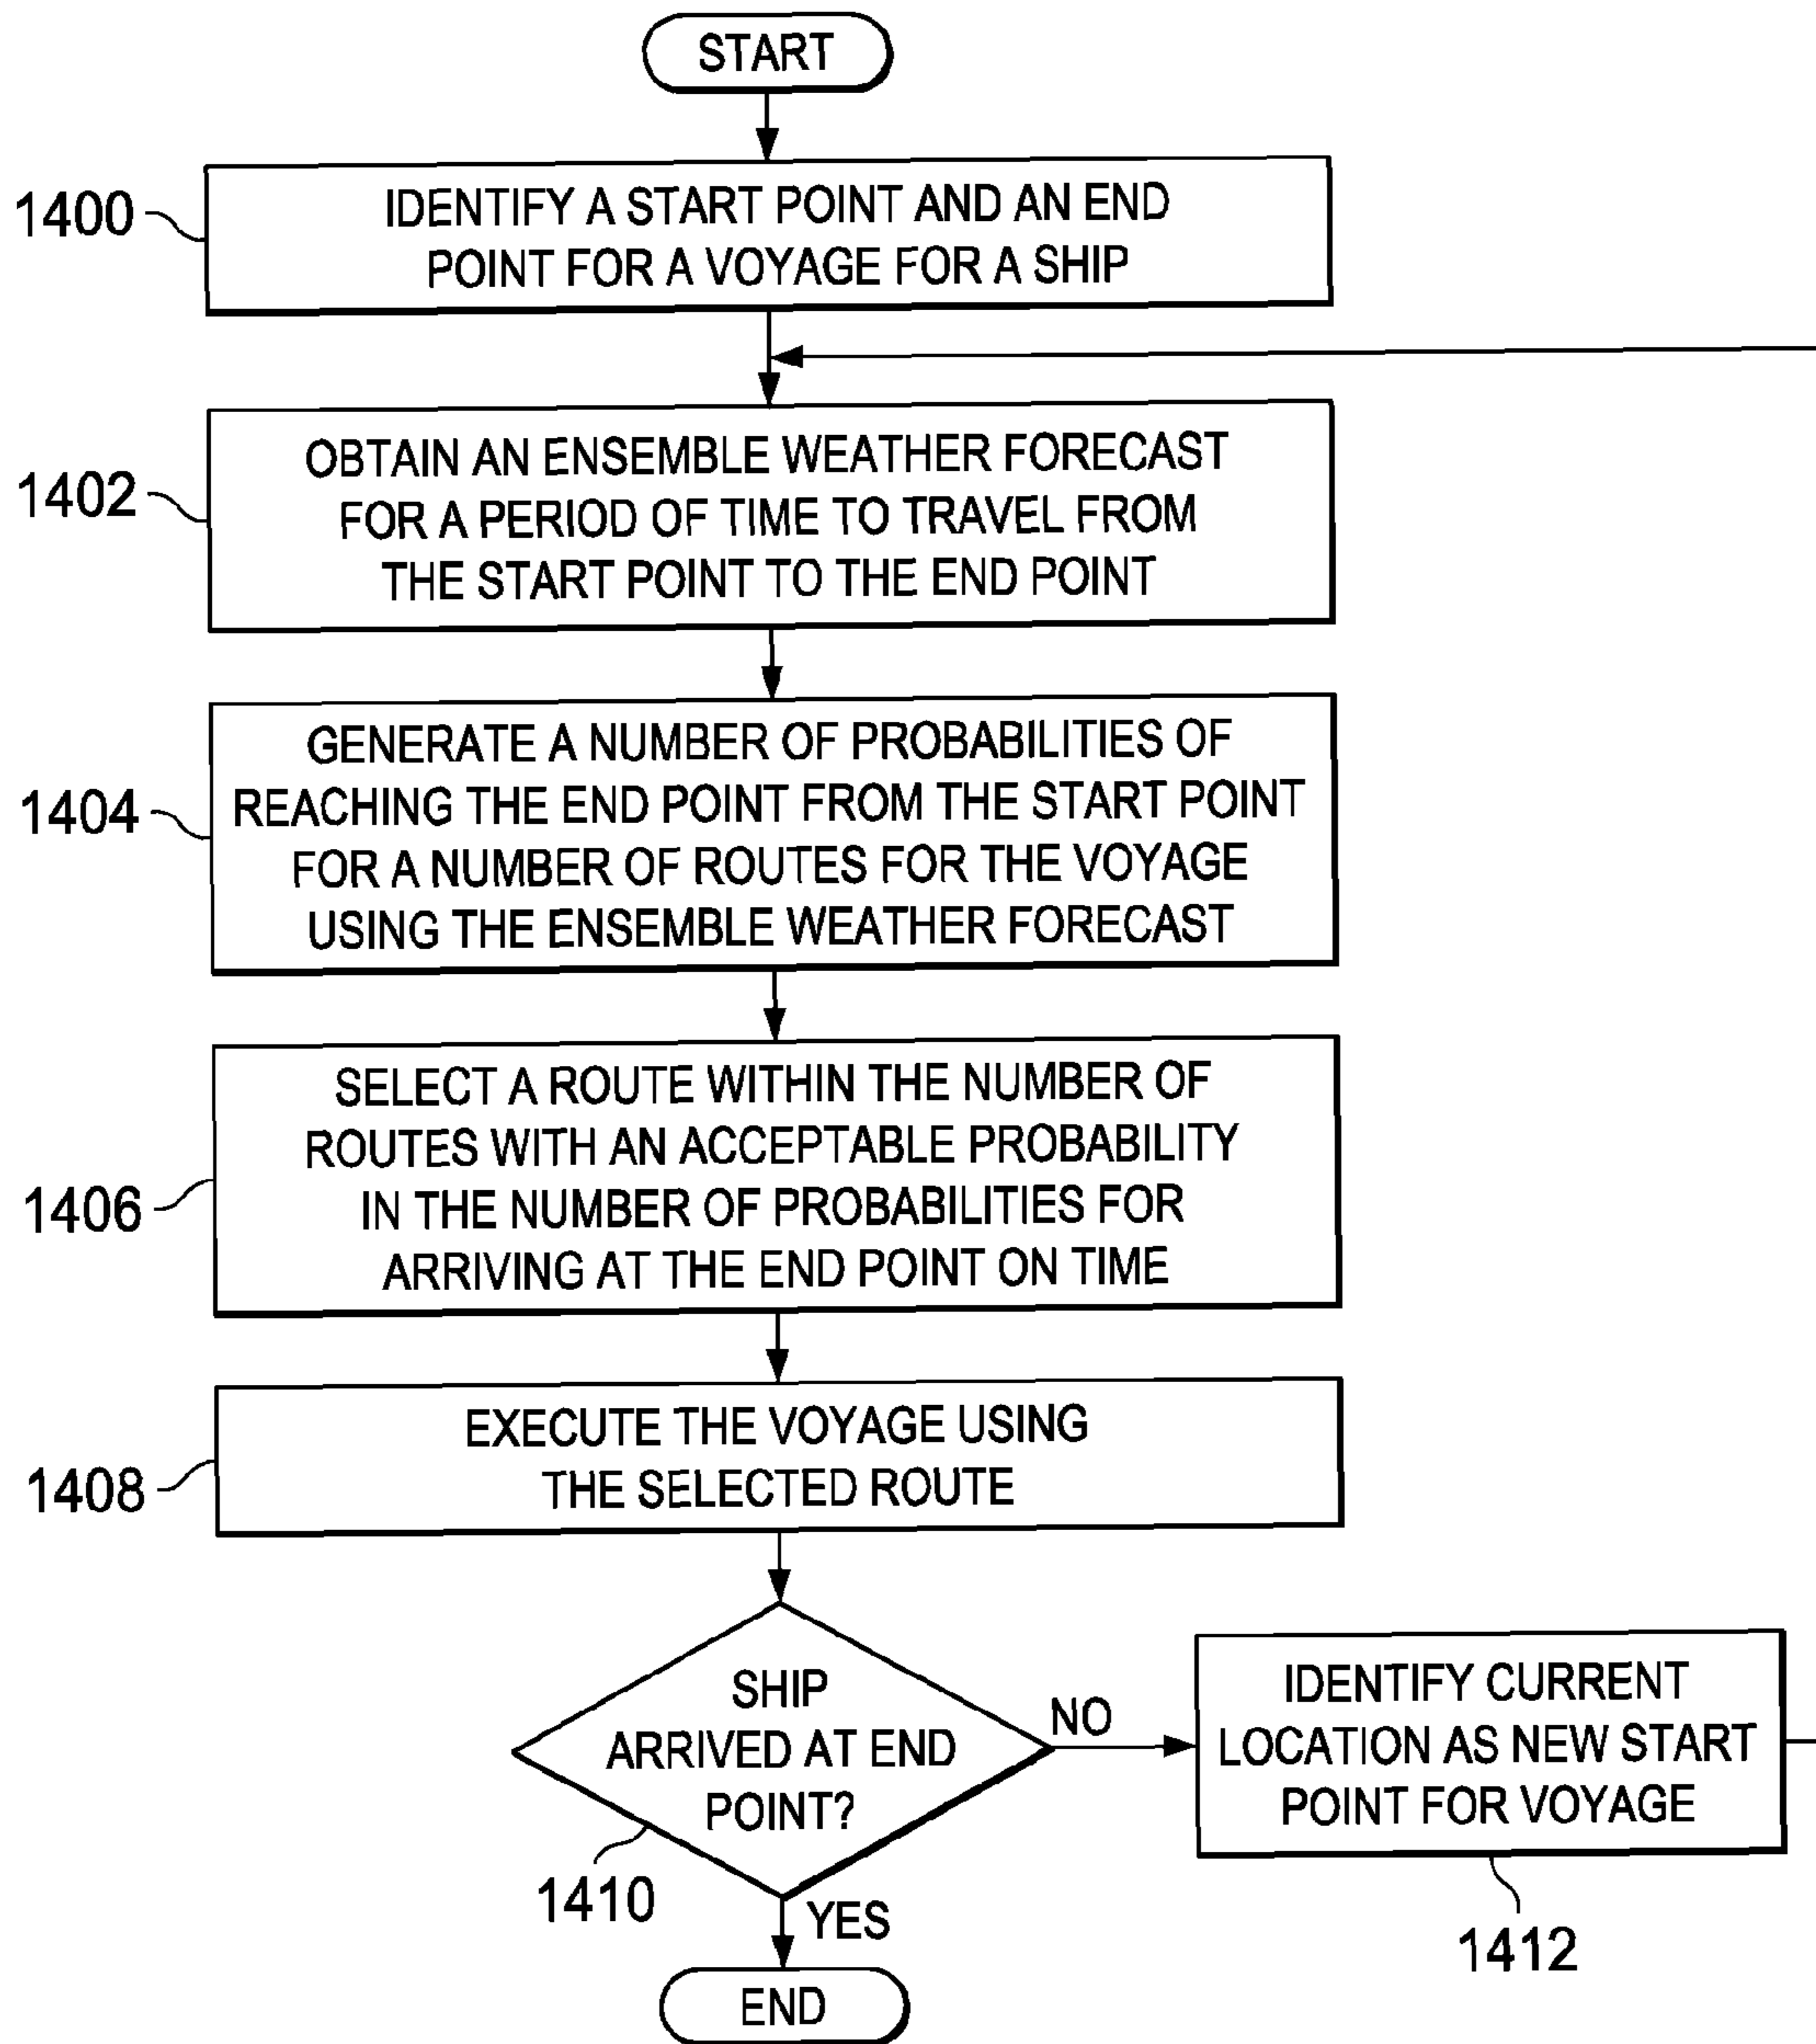 START
1400
IDENTIFY A START POINT AND AN END
POINT FOR A VOYAGE FOR A SHIP
1402
OBTAIN AN ENSEMBLE WEATHER FORECAST
FOR A PERIOD OF TIME TO TRAVEL FROM
THE START POINT TO THE END POINT
1404
GENERATE A NUMBER OF PROBABILITIES OF
REACHING THE END POINT FROM THE START POINT
FOR A NUMBER OF ROUTES FOR THE VOYAGE
USING THE ENSEMBLE WEATHER FORECAST
1406
SELECT A ROUTE WITHIN THE NUMBER OF
ROUTES WITH AN ACCEPTABLE PROBABILITY
IN THE NUMBER OF PROBABILITIES FOR
ARRIVING AT THE END POINT ON TIME
1408
EXECUTE THE VOYAGE USING
THE SELECTED ROUTE
SHIP
ARRIVED AT END
POINT?
1410
NO
IDENTIFY CURRENT
LOCATION AS NEW START
POINT FOR VOYAGE
1412
YES
END